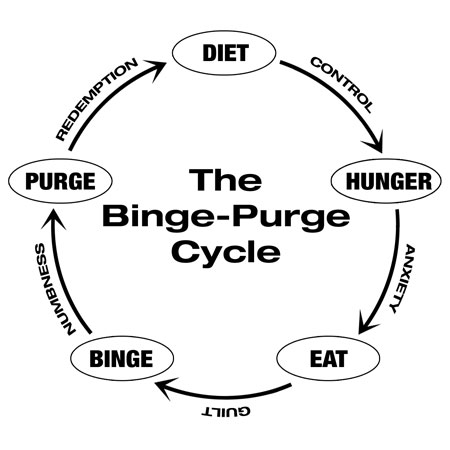 DIET
CONTROL
HUNGER
ANXIETY
EAT
GUILT
BINGE
NUMBNESS
PURGE
REDEMPTION
The
Binge-Purge
Cycle